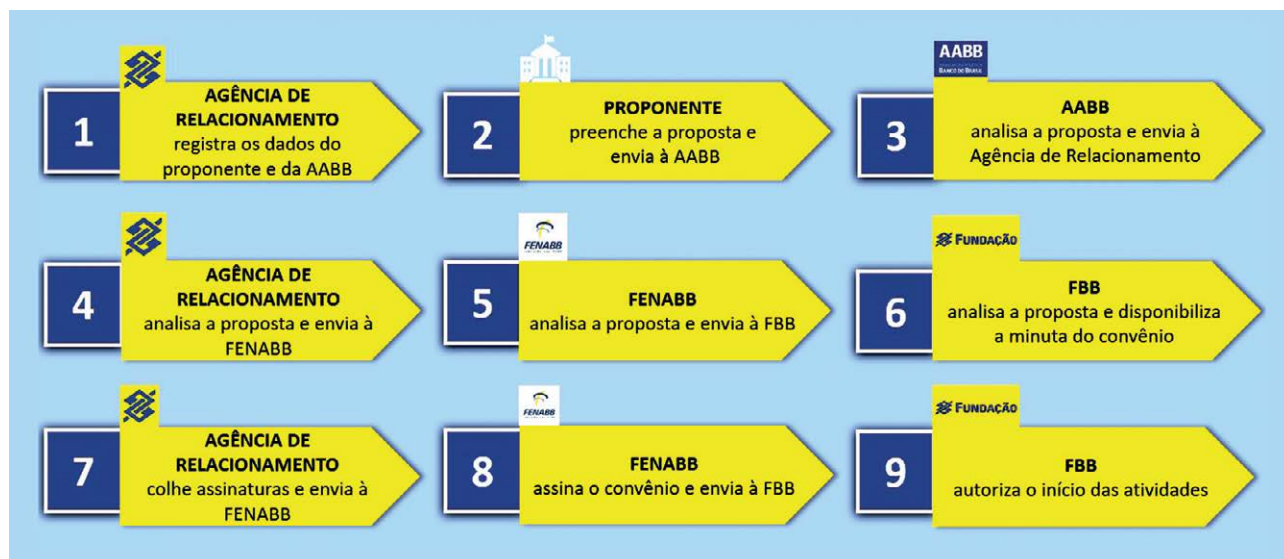 1
AGÊNCIA DE
RELACIONAMENTO
registra os dados do
proponente e da AABB
2
PROPONENTE
preenche a proposta e
envia à AABB
AABB
BANCO DO BRASIL
3
AABB
analisa a proposta e envia à
Agência de Relacionamento
4
AGÊNCIA DE
RELACIONAMENTO
analisa a proposta e envia à
FENABB
FENABB
5
FENABB
analisa a proposta e envia à FBB
FUNDAÇÃO
6
FBB
analisa a proposta e disponibiliza
a minuta do convênio
7
AGÊNCIA DE
RELACIONAMENTO
colhe assinaturas e envia à
FENABB
FENABB
8
FENABB
assina o convênio e envia à FBB
FUNDAÇÃO
9
FBB
autoriza o início das atividades